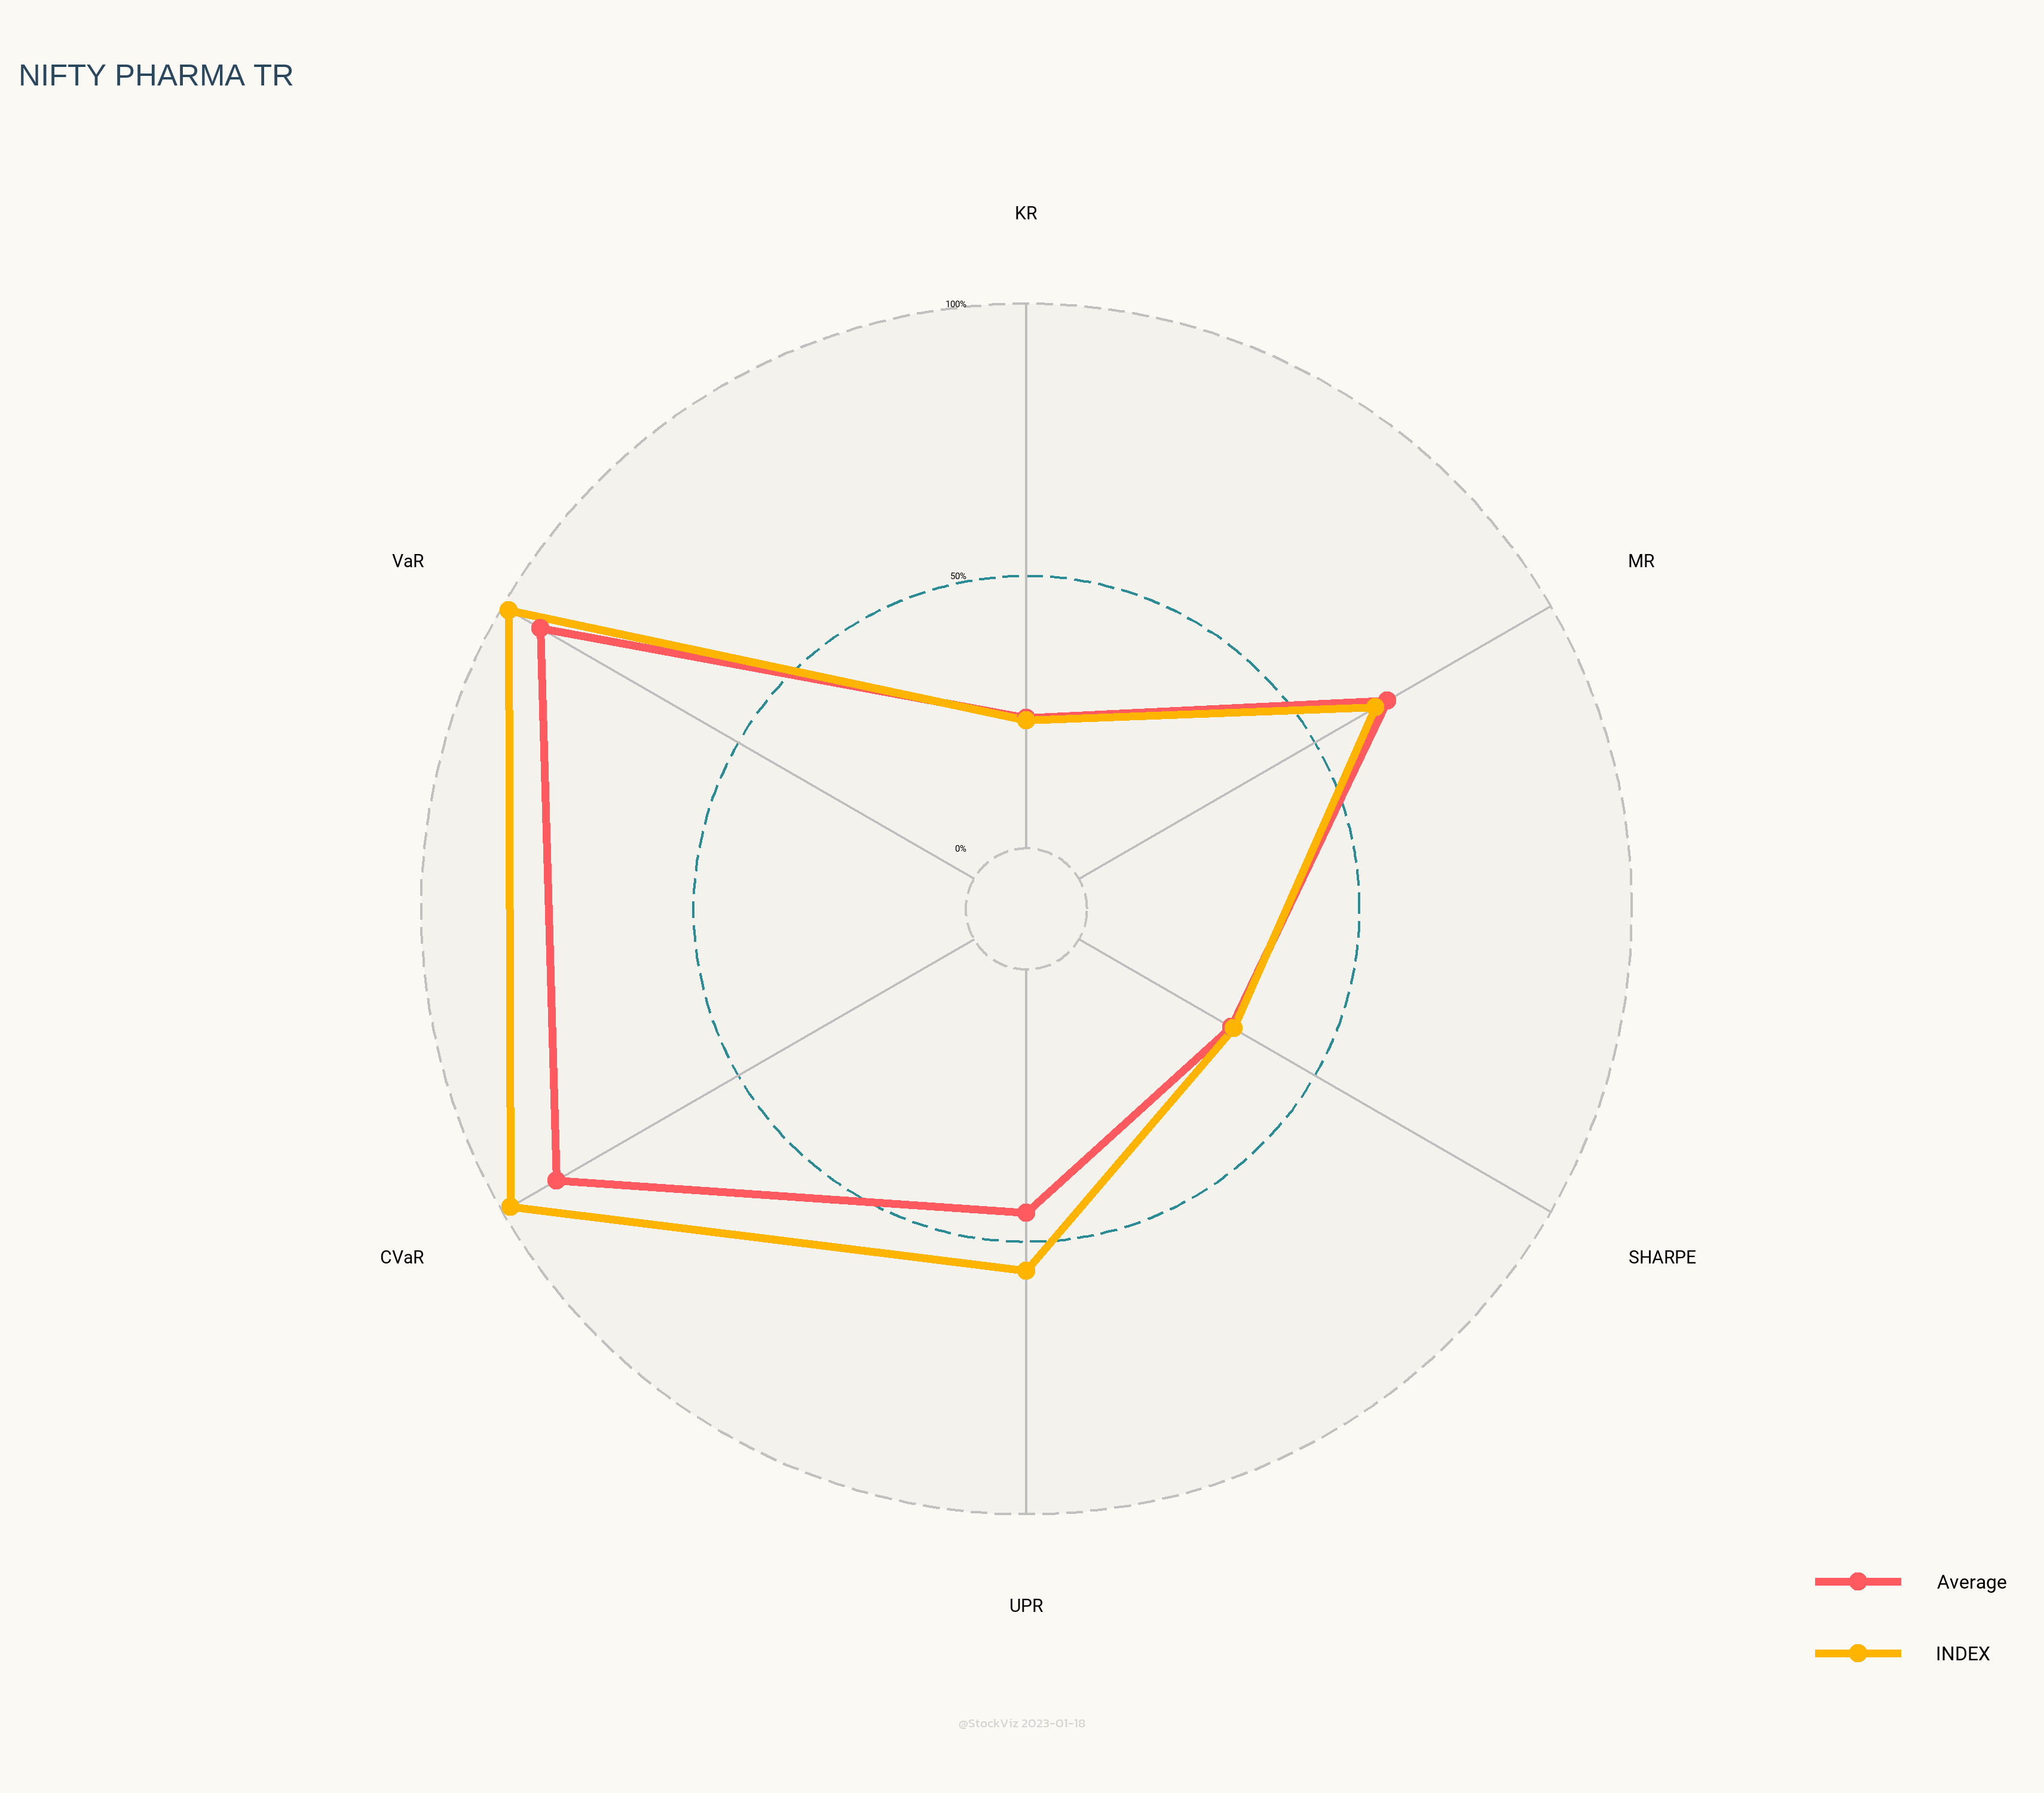 NIFTY PHARMA TR
KR
100%
VaR
MR
50%
0%
CVaR
SHARPE
UPR
Average
INDEX
@StockViz 2023-01-18